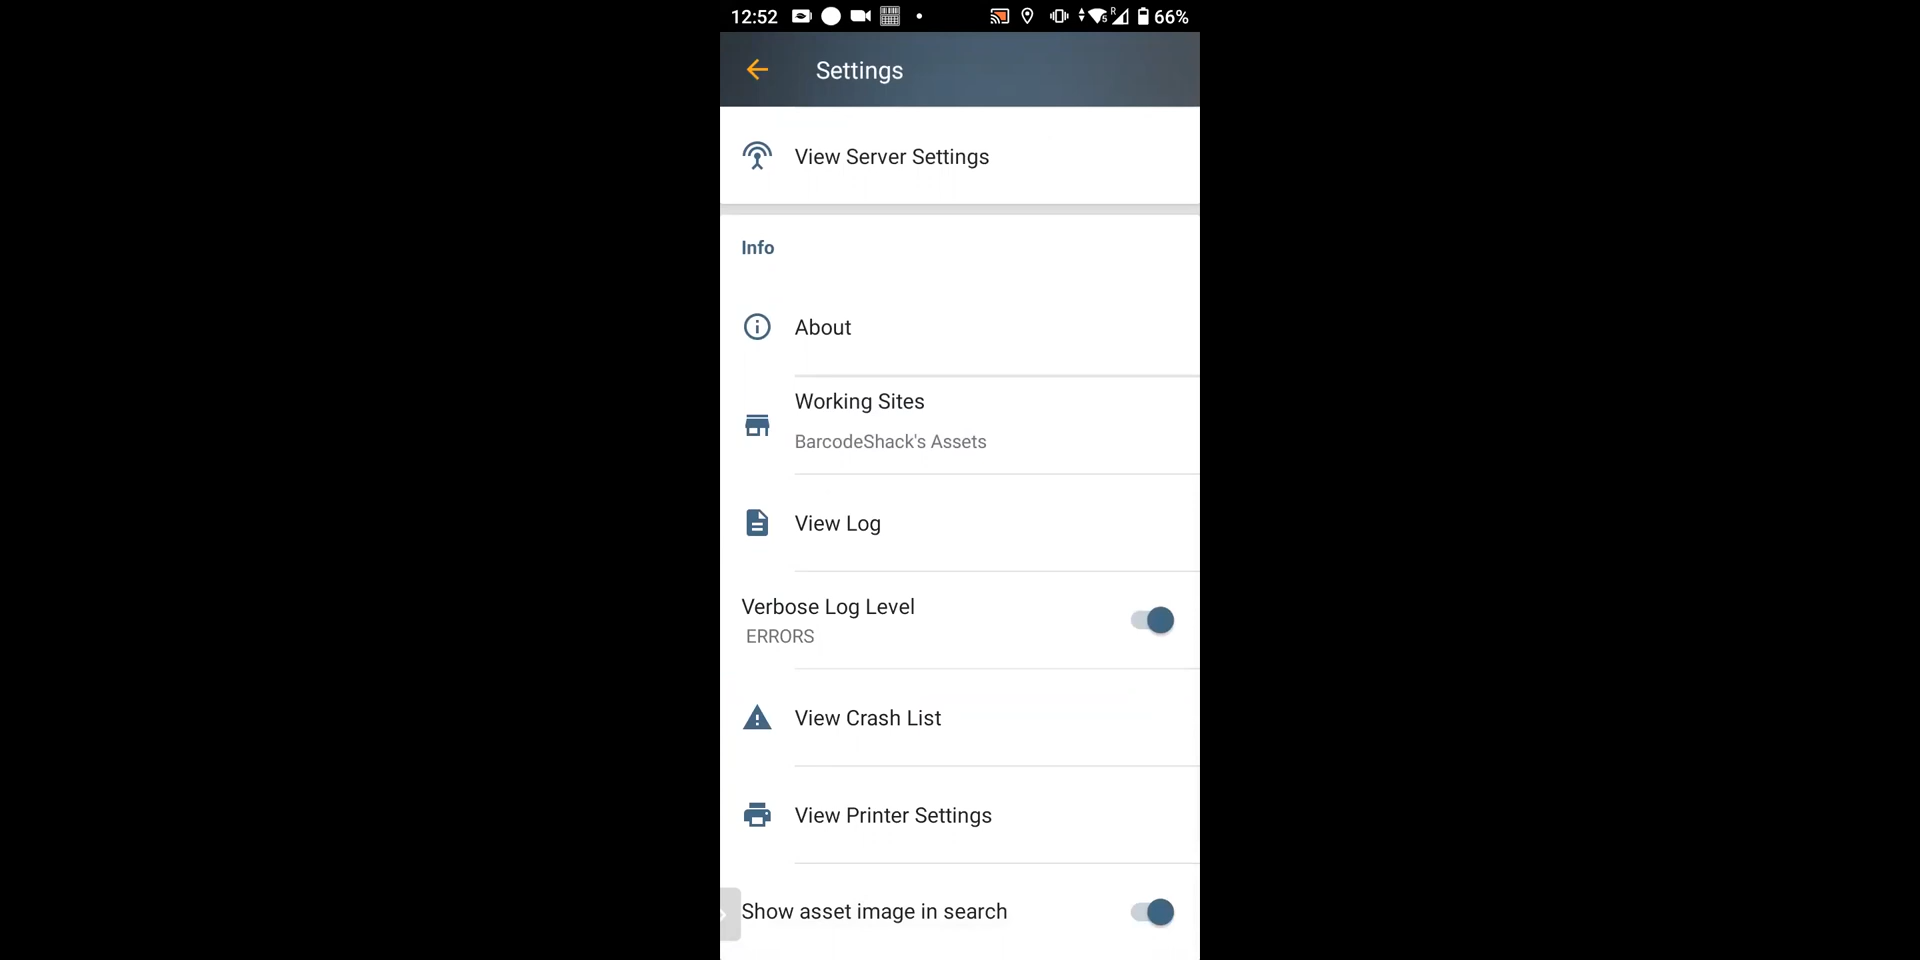 12:52
66%
Settings
View Server Settings
Info
About
Working Sites
BarcodeShack's Assets
View Log
Verbose Log Level
ERRORS
View Crash List
View Printer Settings
Show asset image in search